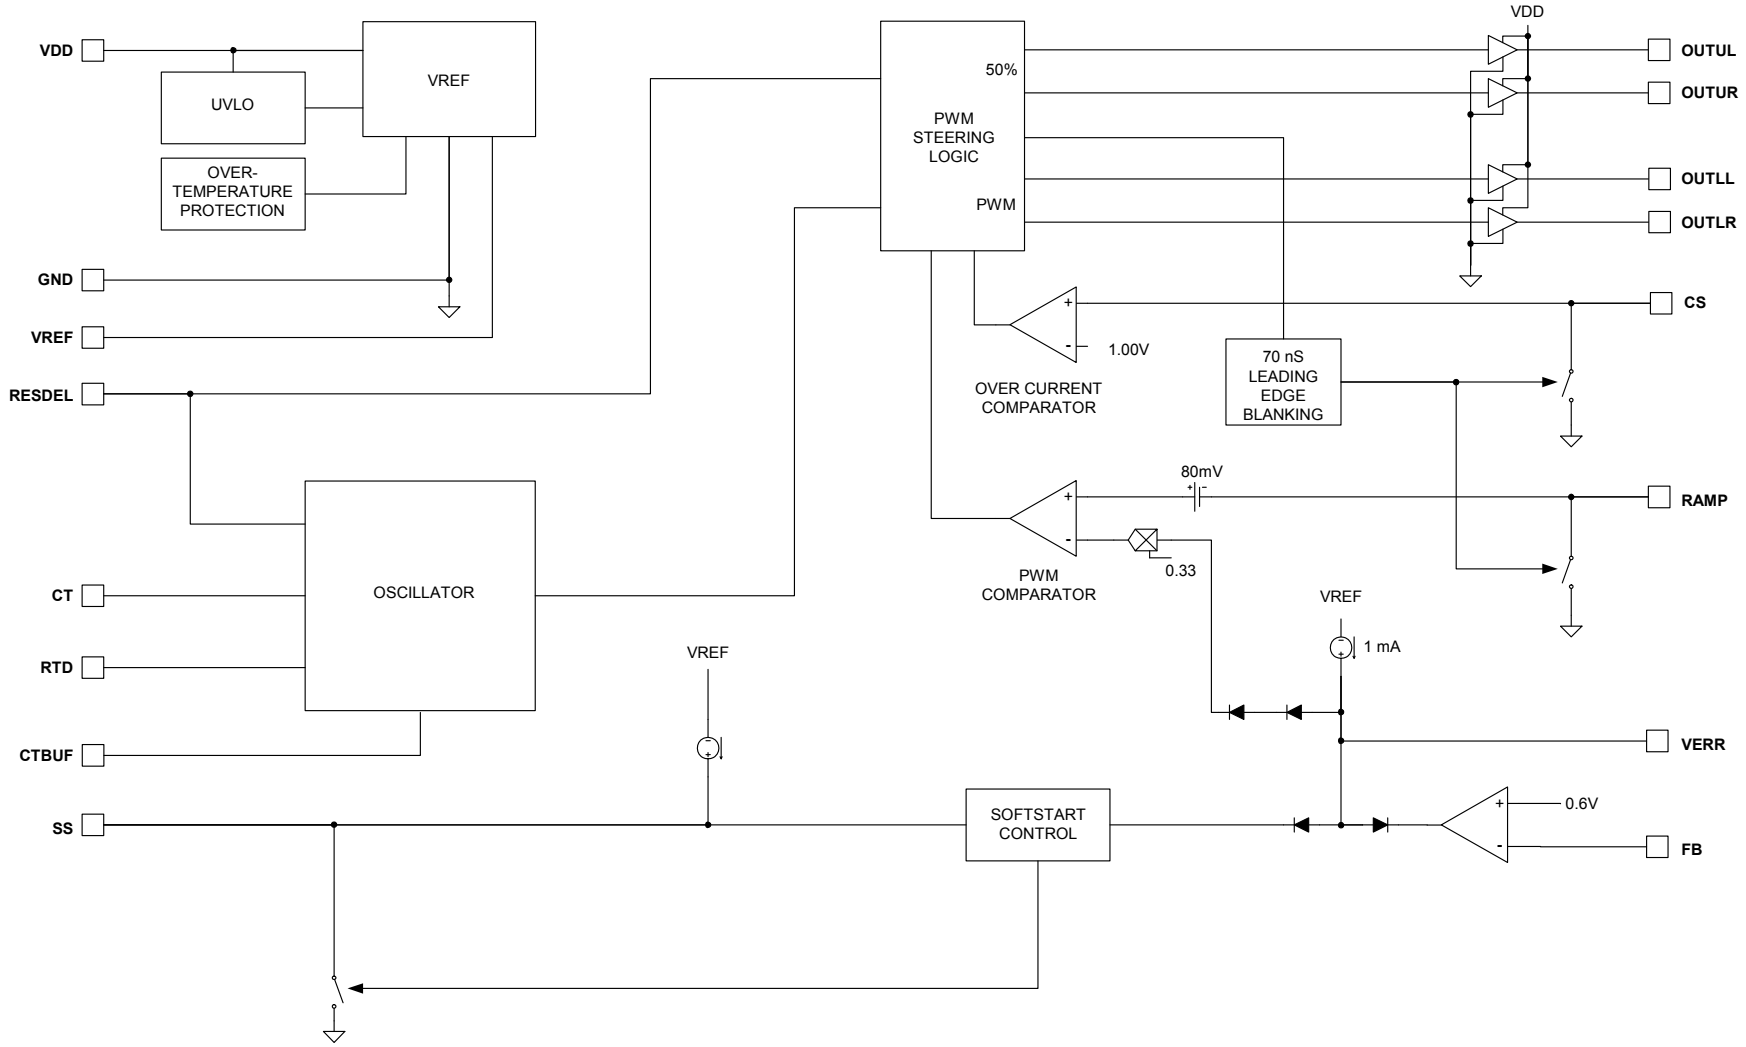 VDD
VDD
OUTUL
VREF
50%
UVLO
OUTUR
PWM
STEERING
LOGIC
OVER-
TEMPERATURE
PROTECTION
OUTLL
PWM
OUTLR
GND
CS
+
-
1.00V
VREF
70 nS
LEADING
EDGE
BLANKING
OVER CURRENT
COMPARATOR
RESDEL
80mV
+
-
+
RAMP
-
0.33
PWM
COMPARATOR
CT
OSCILLATOR
VREF
-
+
1 mA
RTD
VREF
VERR
CTBUF
-
+
SS
SOFTSTART
CONTROL
+
0.6V
-
FB